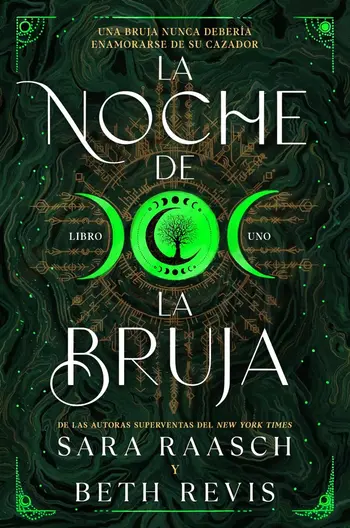 UNA BRUJA NUNCA DEBERÍA
ENAMORARSE DE SU CAZADOR
LA
NOCHE
DE
LIBRO UNO
LA
BRUJA
DE LAS AUTORAS SUPERVENTAS DEL NEW YORK TIMES
SARA RAASCH
Y
BETH REVIS